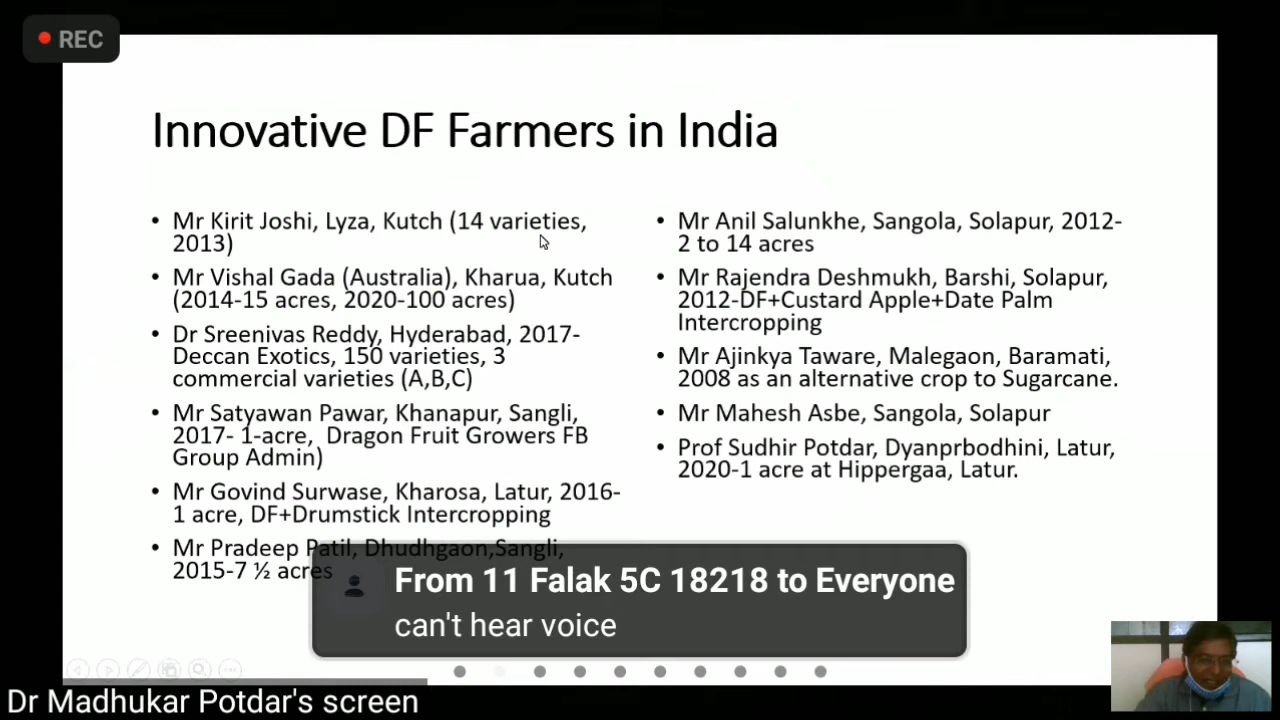 REC
Innovative DF Farmers in India
• Mr Kirit Joshi, Lyza, Kutch (14 varieties,
2013)
• Mr Vishal Gada (Australia), Kharua, Kutch
(2014-15 acres, 2020-100 acres)
• Dr Sreenivas Reddy, Hyderabad, 2017-
Deccan Exotics, 150 varieties, 3
commercial varieties (A,B,C)
• Mr Satyawan Pawar, Khanapur, Sangli,
2017- 1-acre, Dragon Fruit Growers FB
Group Admin)
• Mr Govind Surwase, Kharosa, Latur, 2016-
1 acre, DF+Drumstick Intercropping
• Mr Pradeep Patil, Dhudhgaon,Sangli,
2015-7 ½ acres
• Mr Anil Salunkhe, Sangola, Solapur, 2012-
2 to 14 acres
• Mr Rajendra Deshmukh, Barshi, Solapur,
2012-DF+Custard Apple+Date Palm
Intercropping
• Mr Ajinkya Taware, Malegaon, Baramati,
2008 as an alternative crop to Sugarcane.
• Mr Mahesh Asbe, Sangola, Solapur
• Prof Sudhir Potdar, Dyanprbodhini, Latur,
2020-1 acre at Hippergaa, Latur.
From 11 Falak 5C 18218 to Everyone
can't hear voice
Dr Madhukar Potdar's screen